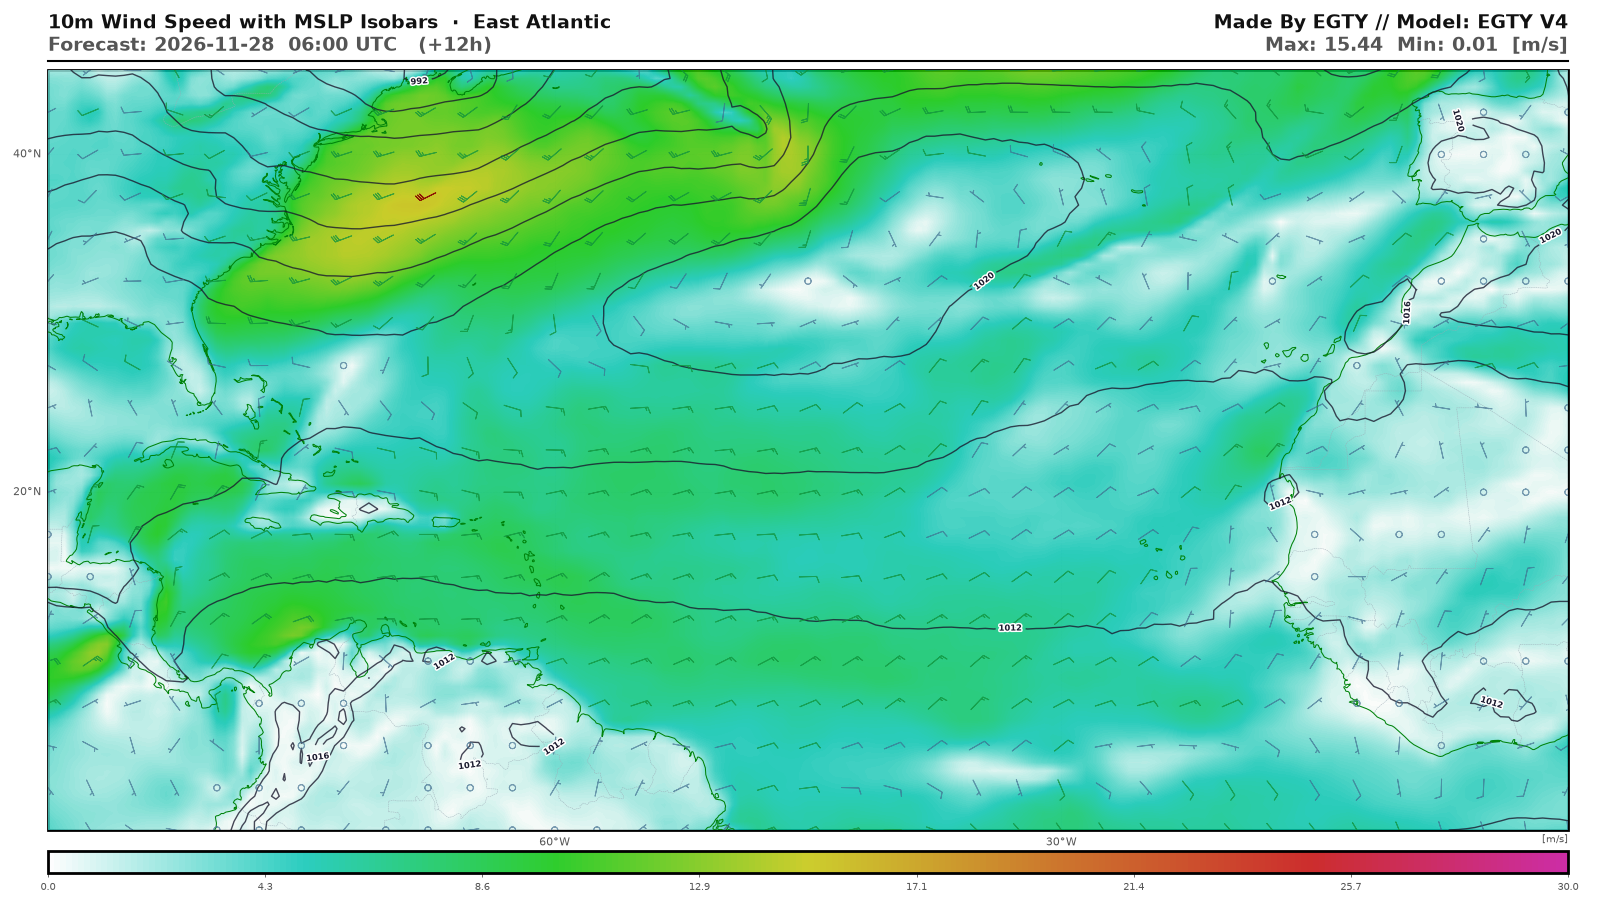 10m Wind Speed with MSLP Isobars · East Atlantic
Made By EGTY // Model: EGTY V4
Forecast: 2026-11-28 06:00 UTC (+12h)
Max: 15.44 Min: 0.01 [m/s]
992
1020
40°N
1020
1020
1016
20°N
1012
1012
1012
1012
1012
1016
1012
60°W
30°W
[m/s]
0.0
4.3
8.6
12.9
17.1
21.4
25.7
30.0